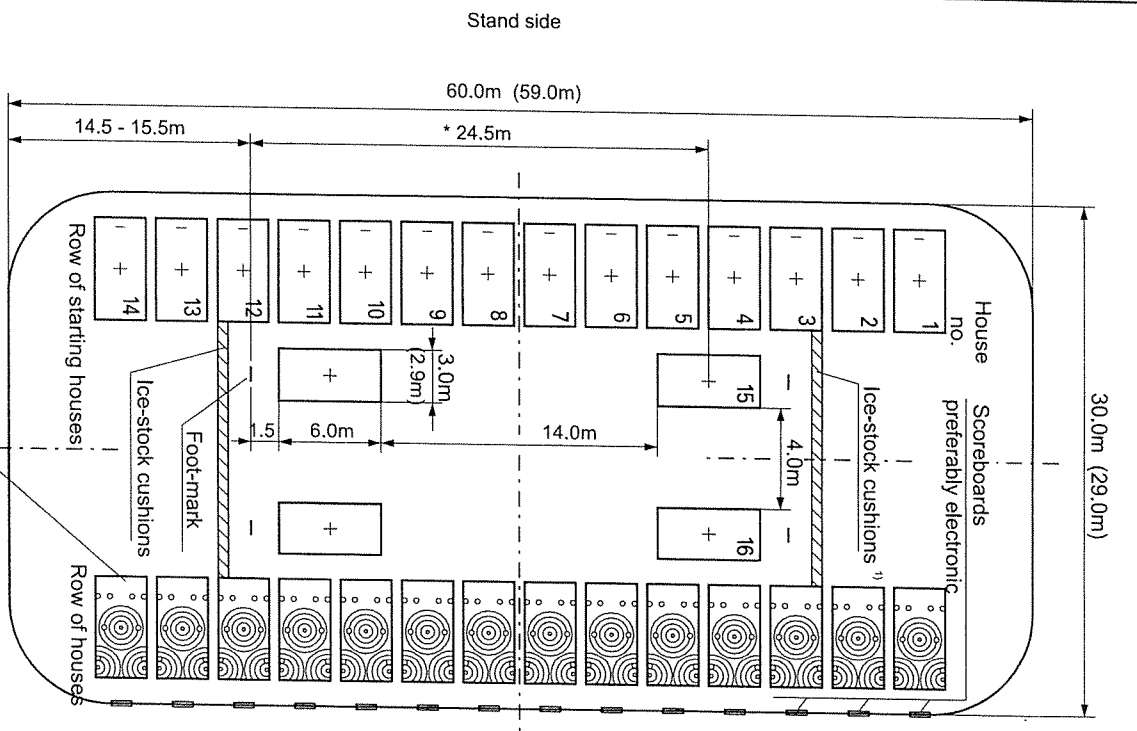 Stand side
60.0m (59.0m)
14.5 - 15.5m
* 24.5m
30.0m (29.0m)
House
no.
Scoreboards
preferably electronic
1
2
3
4
5
6
7
8
9
10
11
12
13
14
Row of starting houses
Ice-stock cushions
Foot-mark
3.0m
(2.9m)
1.5
6.0m
14.0m
4.0m
15
16
Ice-stock cushions 1)
Row of houses